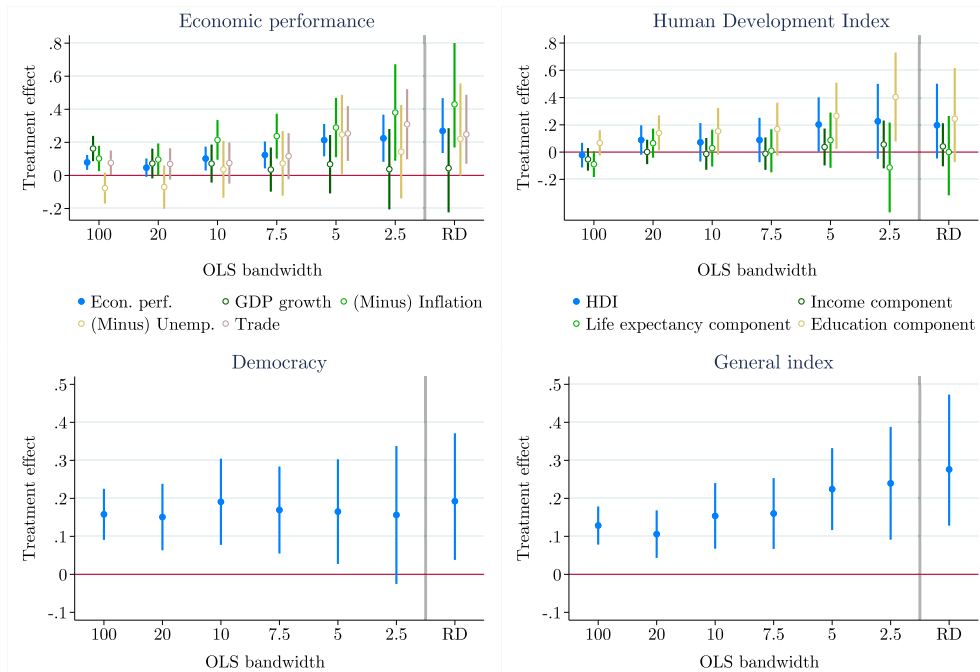 Economic performance
Treatment effect
.8
.6
.4
.2
0
-.2
100 20 10 7.5 5 2.5 RD
OLS bandwidth
Econ. perf. GDP growth (Minus) Inflation
(Minus) Unemp. Trade
Human Development Index
Treatment effect
.8
.6
.4
.2
0
-.2
100 20 10 7.5 5 2.5 RD
OLS bandwidth
HDI Income component
Life expectancy component Education component
Democracy
Treatment effect
.5
.4
.3
.2
.1
0
-.1
100 20 10 7.5 5 2.5 RD
OLS bandwidth
General index
Treatment effect
.5
.4
.3
.2
.1
0
-.1
100 20 10 7.5 5 2.5 RD
OLS bandwidth